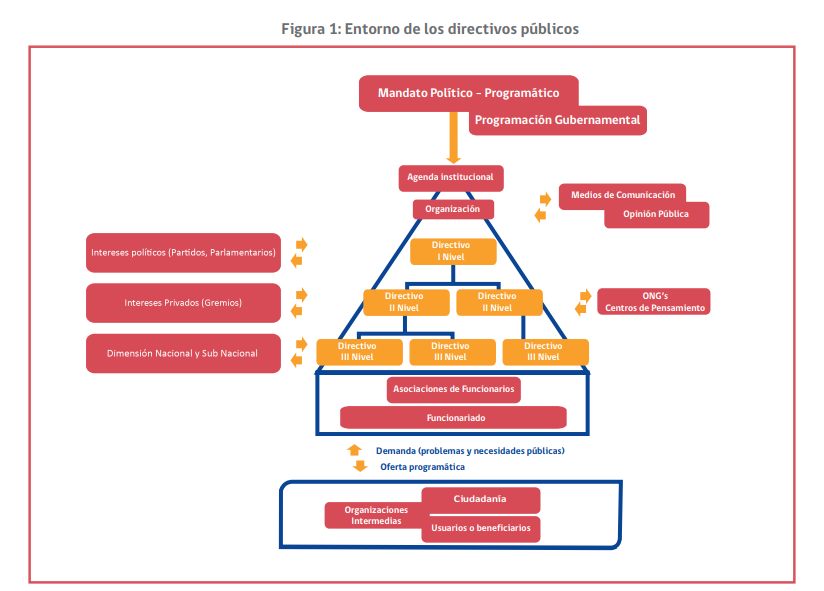 Figura 1: Entorno de los directivos públicos
Mandato Político – Programático
Programación Gubernamental
Agenda institucional
Organización
Medios de Comunicación
Opinión Pública
Intereses políticos (Partidos, Parlamentarios)
Directivo
I Nivel
Intereses Privados (Gremios)
Directivo
II Nivel
Directivo
II Nivel
ONG's
Centros de Pensamiento
Dimensión Nacional y Sub Nacional
Directivo
III Nivel
Directivo
III Nivel
Directivo
III Nivel
Asociaciones de Funcionarios
Funcionariado
Demanda (problemas y necesidades públicas)
Oferta programática
Ciudadanía
Organizaciones
Intermedias
Usuarios o beneficiarios